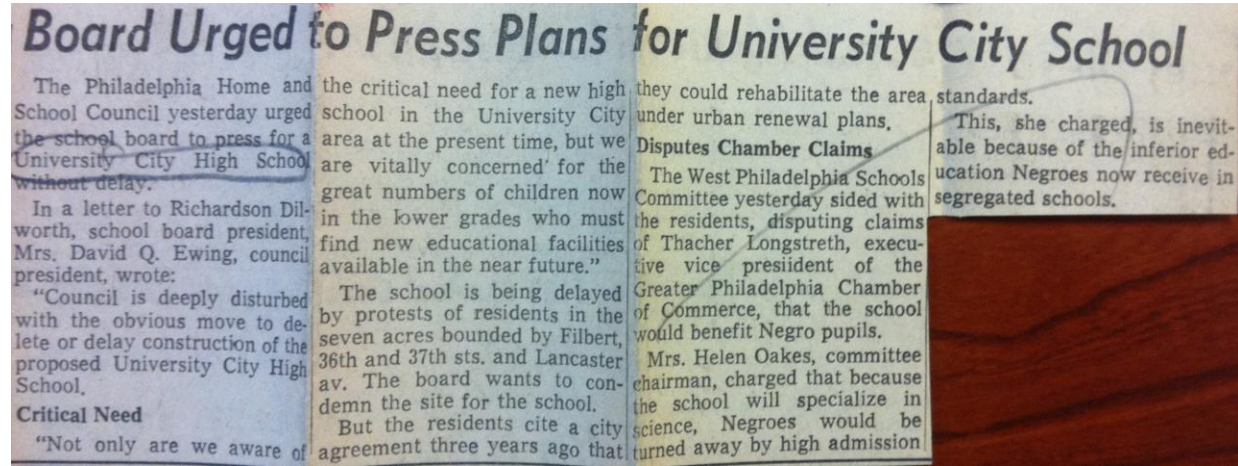 Board Urged to Press Plans for University City School
The Philadelphia Home and
School Council yesterday urged
the school board to press for a
University City High School
without delay.
In a letter to Richardson Dil-
worth, school board president,
Mrs. David Q. Ewing, council
president, wrote:
"Council is deeply disturbed
with the obvious move to de-
lete or delay construction of the
proposed University City High
School.
Critical Need
"Not only are we aware of
the critical need for a new high
school in the University City
area at the present time, but we
are vitally concerned' for the
great numbers of children now
in the lower grades who must
find new educational facilities
available in the near future."
The school is being delayed
by protests of residents in the
seven acres bounded by Filbert,
36th and 37th sts. and Lancaster
av. The board wants to con-
demn the site for the school.
But the residents cite a city
agreement three years ago that
they could rehabilitate the area
under urban renewal plans.
Disputes Chamber Claims
The West Philadelphia Schools
Committee yesterday sided with
the residents, disputing claims
of Thacher Longstreth, execu-
tive vice presiident of the
Greater Philadelphia Chamber
of Commerce, that the school
would benefit Negro pupils.
Mrs. Helen Oakes, committee
chairman, charged that because
the school will specialize in
science, Negroes would be
turned away by high admission
standards.
This, she charged, is inevit-
able because of the inferior ed-
ucation Negroes now receive in
segregated schools.